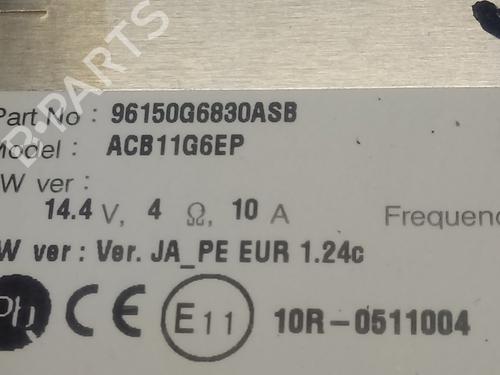 B-PARTS
Part No : 96150G6830ASB
Model : ACB11G6EP
W ver :
14.4 V, 4 Ω, 10 A Frequenc
W ver : Ver. JA_PE EUR 1.24c
CE E11 10R-0511004